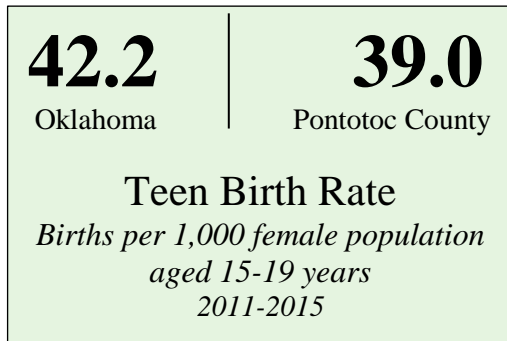 42.2 39.0
Oklahoma Pontotoc County
Teen Birth Rate
Births per 1,000 female population
aged 15-19 years
2011-2015